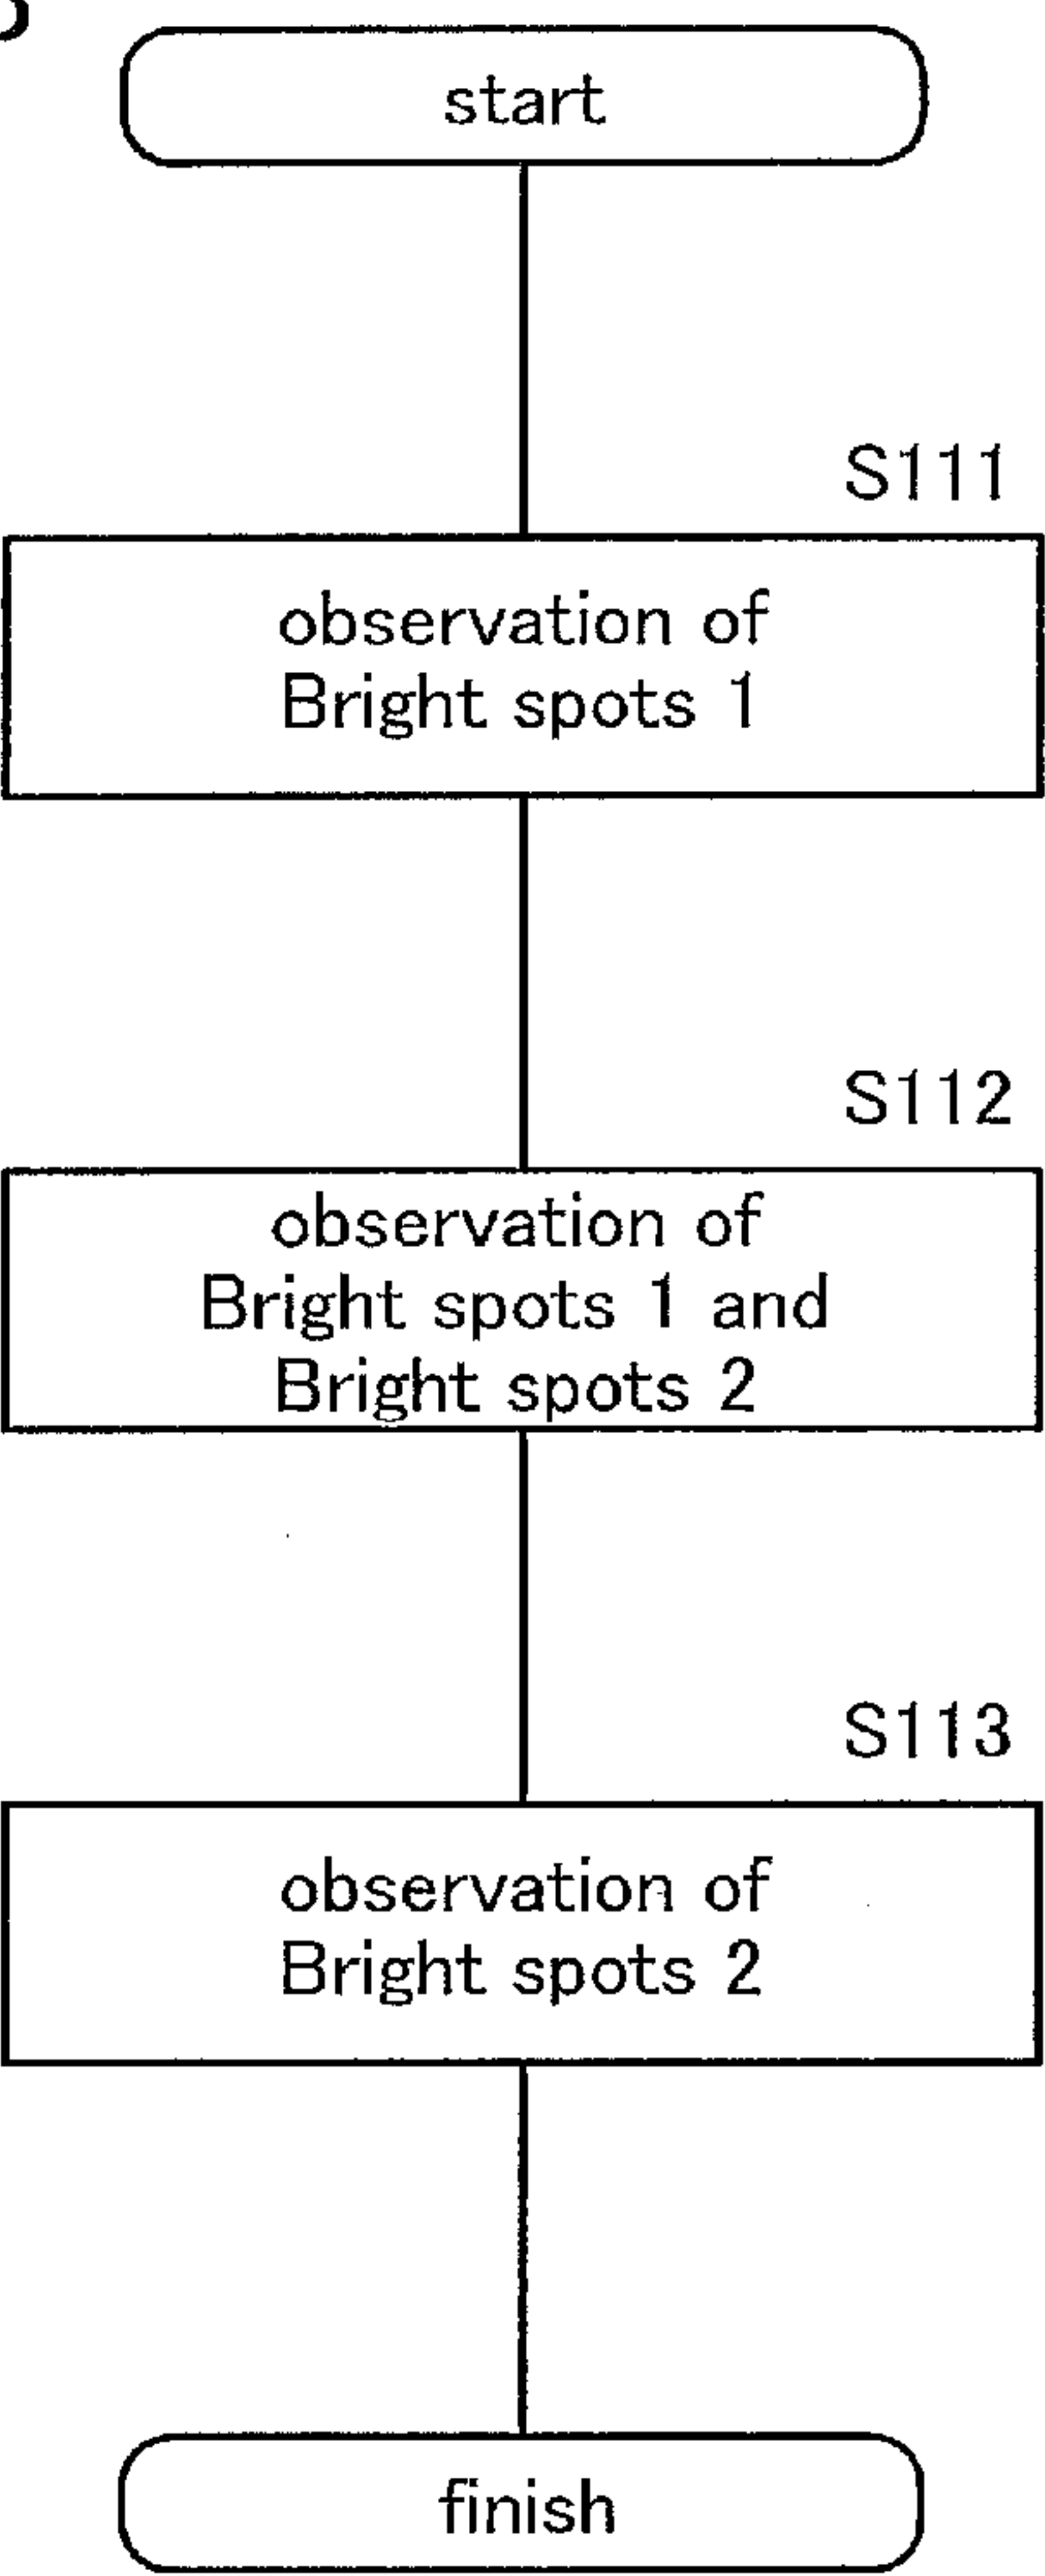 start
S111
observation of
Bright spots 1
S112
observation of
Bright spots 1 and
Bright spots 2
S113
observation of
Bright spots 2
finish